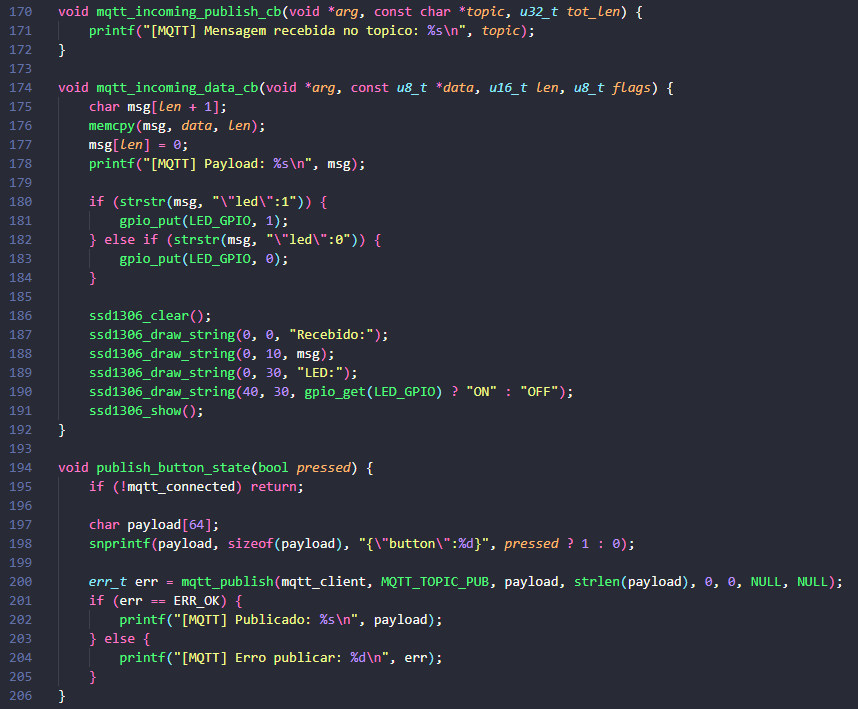 170 void mqtt_incoming_publish_cb(void *arg, const char *topic, u32_t tot_len) {
171     printf("[MQTT] Mensagem recebida no topico: %s\n", topic);
172 }
173
174 void mqtt_incoming_data_cb(void *arg, const u8_t *data, u16_t len, u8_t flags) {
175     char msg[len + 1];
176     memcpy(msg, data, len);
177     msg[len] = 0;
178     printf("[MQTT] Payload: %s\n", msg);
179
180     if (strstr(msg, "\"led\":1")) {
181         gpio_put(LED_GPIO, 1);
182     } else if (strstr(msg, "\"led\":0")) {
183         gpio_put(LED_GPIO, 0);
184     }
185
186     ssd1306_clear();
187     ssd1306_draw_string(0, 0, "Recebido:");
188     ssd1306_draw_string(0, 10, msg);
189     ssd1306_draw_string(0, 30, "LED:");
190     ssd1306_draw_string(40, 30, gpio_get(LED_GPIO) ? "ON" : "OFF");
191     ssd1306_show();
192 }
193
194 void publish_button_state(bool pressed) {
195     if (!mqtt_connected) return;
196
197     char payload[64];
198     snprintf(payload, sizeof(payload), "{\"button\":%d}", pressed ? 1 : 0);
199
200     err_t err = mqtt_publish(mqtt_client, MQTT_TOPIC_PUB, payload, strlen(payload), 0, 0, NULL, NULL);
201     if (err == ERR_OK) {
202         printf("[MQTT] Publicado: %s\n", payload);
203     } else {
204         printf("[MQTT] Erro publicar: %d\n", err);
205     }
206 }